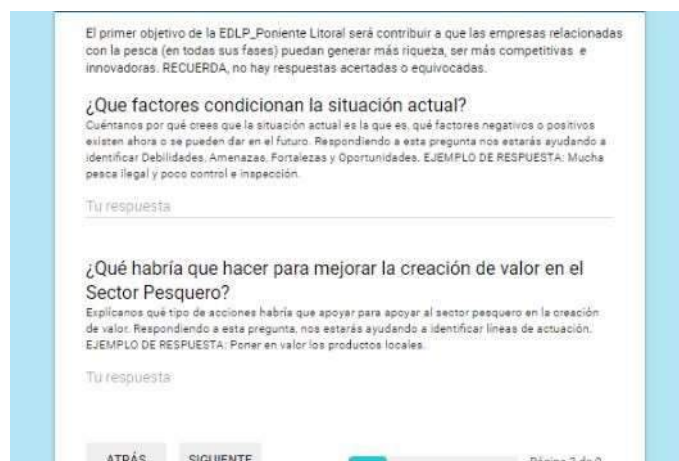 El primer objetivo de la EDLP_Poniente Litoral será contribuir a que las empresas relacionadas
con la pesca (en todas sus fases) puedan generar más riqueza, ser más competitivas e
innovadoras. RECUERDA, no hay respuestas acertadas o equivocadas.
¿Que factores condicionan la situación actual?
Cuéntanos por qué crees que la situación actual es la que es, qué factores negativos o positivos
existen ahora o se pueden dar en el futuro. Respondiendo a esta pregunta nos estarás ayudando a
identificar Debilidades, Amenazas, Fortalezas y Oportunidades. EJEMPLO DE RESPUESTA: Mucha
pesca ilegal y poco control e inspección.
Tu respuesta
¿Qué habría que hacer para mejorar la creación de valor en el
Sector Pesquero?
Explícanos qué tipo de acciones habría que apoyar para apoyar al sector pesquero en la creación
de valor. Respondiendo a esta pregunta, nos estarás ayudando a identificar líneas de actuación.
EJEMPLO DE RESPUESTA: Poner en valor los productos locales.
Tu respuesta
ATRÁS SIGUIENTE Página